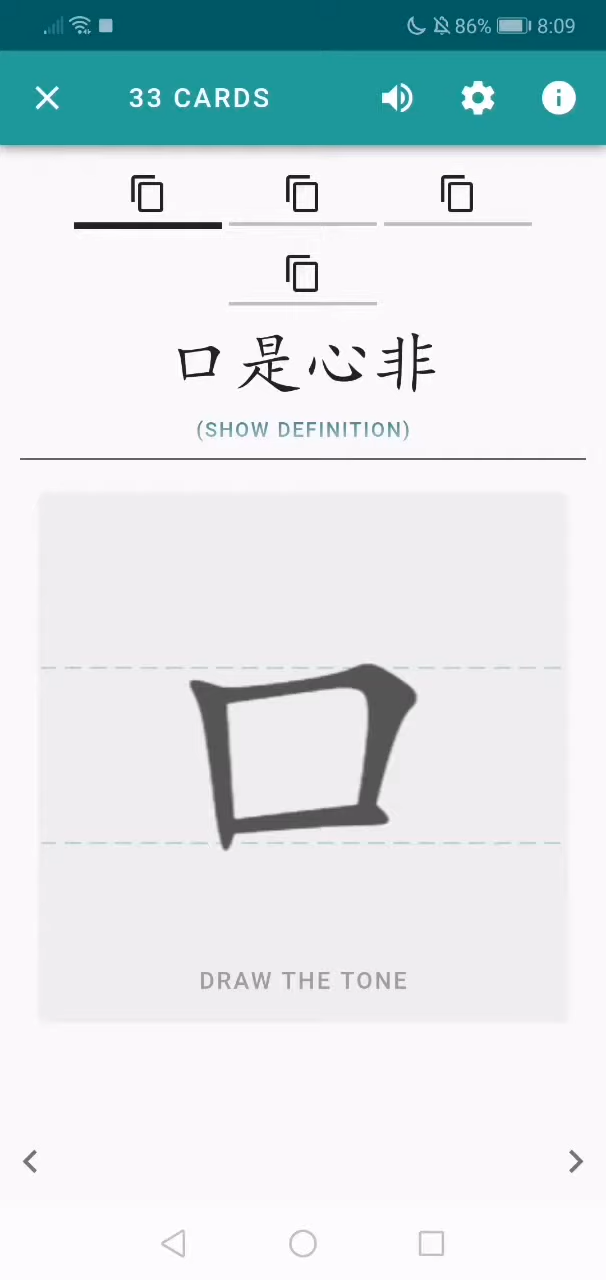 86% 8:09
33 CARDS
口是心非
(SHOW DEFINITION)
口
DRAW THE TONE